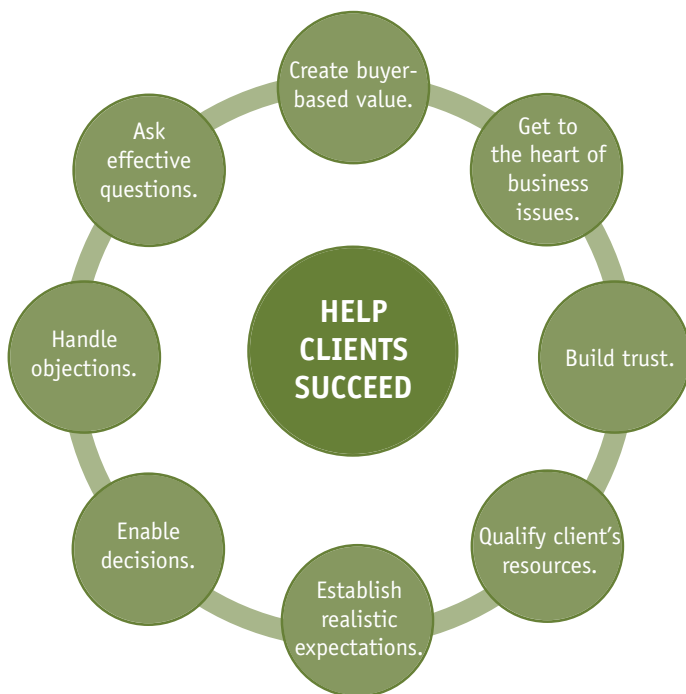 Create buyer-
based value.
Get to
the heart of
business
issues.
Build trust.
Qualify client’s
resources.
Establish
realistic
expectations.
Enable
decisions.
Handle
objections.
Ask
effective
questions.
HELP
CLIENTS
SUCCEED